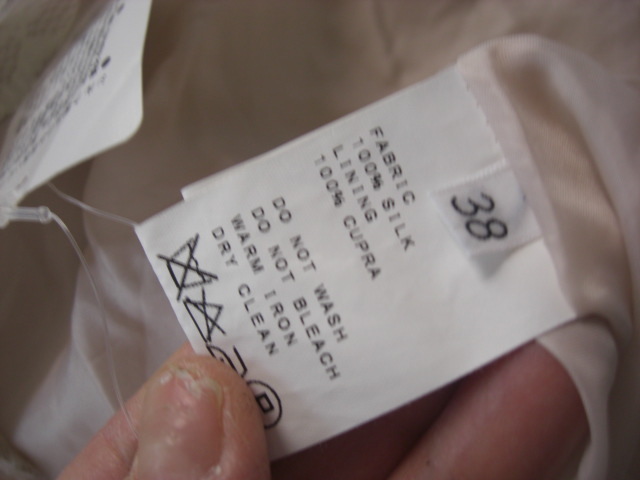 38
FABRIC
100% SILK
LINING
100% CUPRA
DO NOT WASH
DO NOT BLEACH
WARM IRON
DRY CLEAN
P